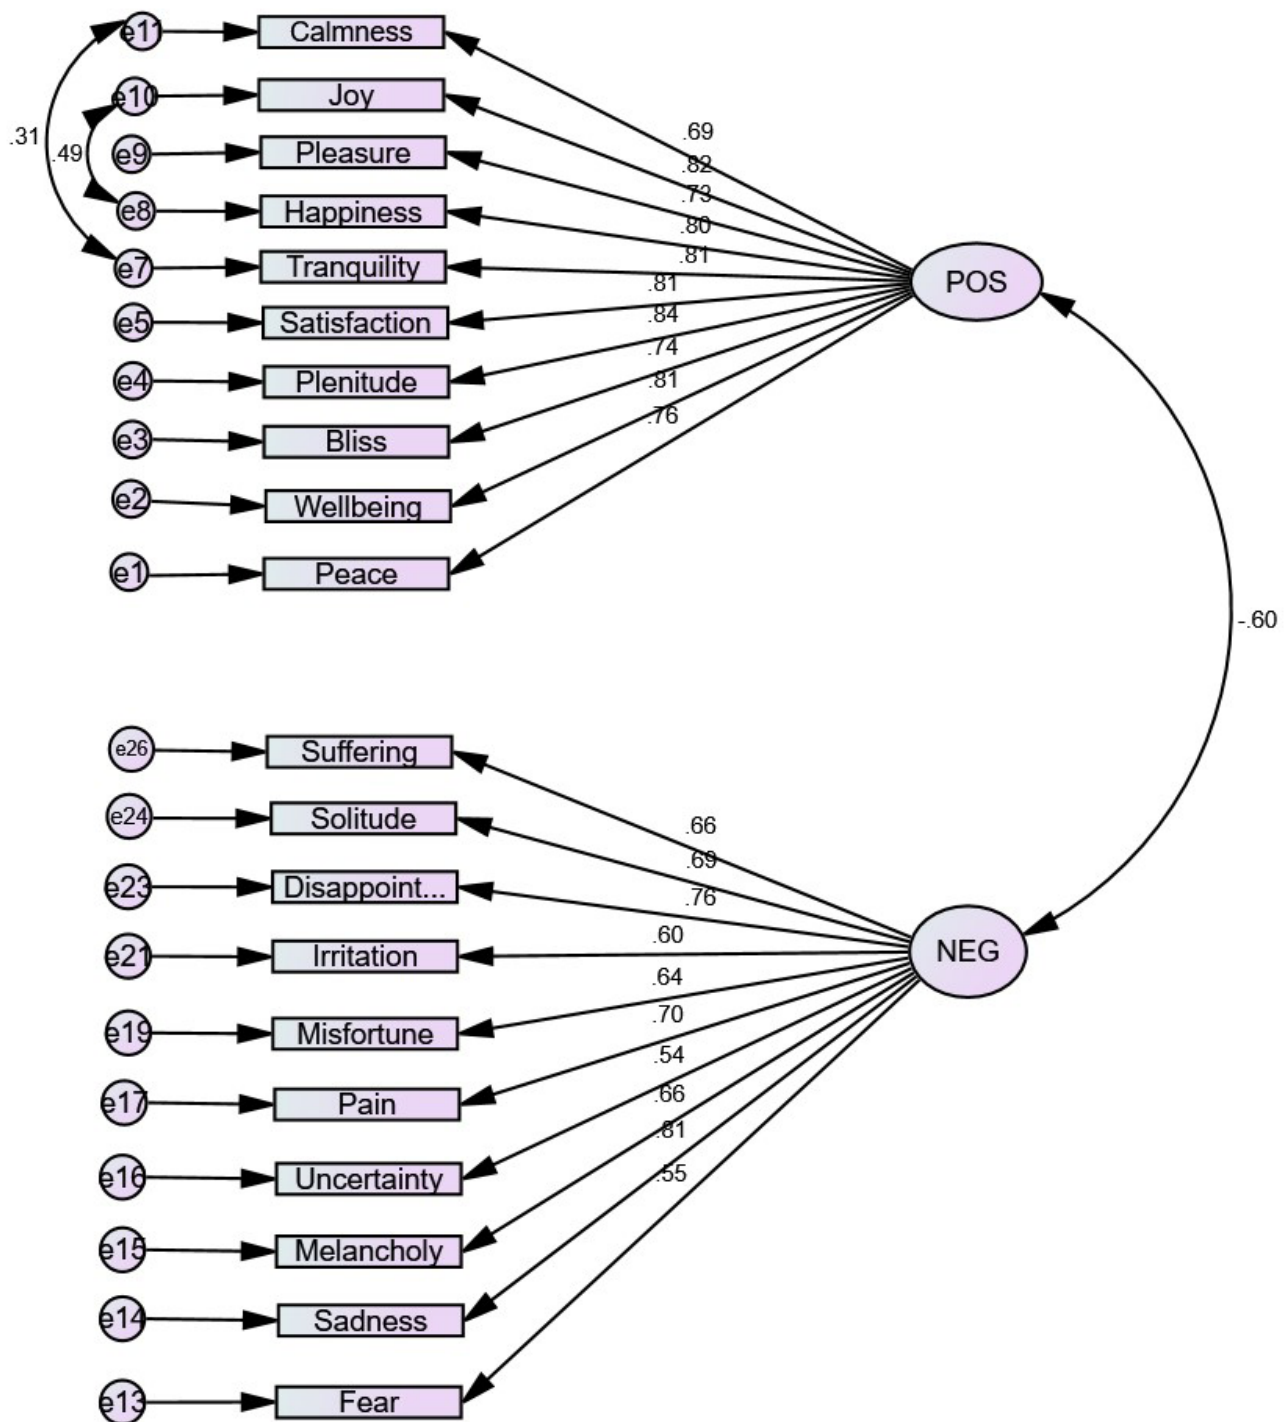 e11 Calmness
.69
e10 Joy
.82
.31
.49
e9 Pleasure
.73
e8 Happiness
.80
e7 Tranquility
.81
POS
e5 Satisfaction
.81
e4 Plenitude
.84
e3 Bliss
.74
e2 Wellbeing
.81
e1 Peace
.76
-.60
e26 Suffering
.66
e24 Solitude
.69
e23 Disappoint...
.76
e21 Irritation
.60
NEG
e19 Misfortune
.64
e17 Pain
.70
e16 Uncertainty
.54
e15 Melancholy
.66
e14 Sadness
.81
e13 Fear
.55